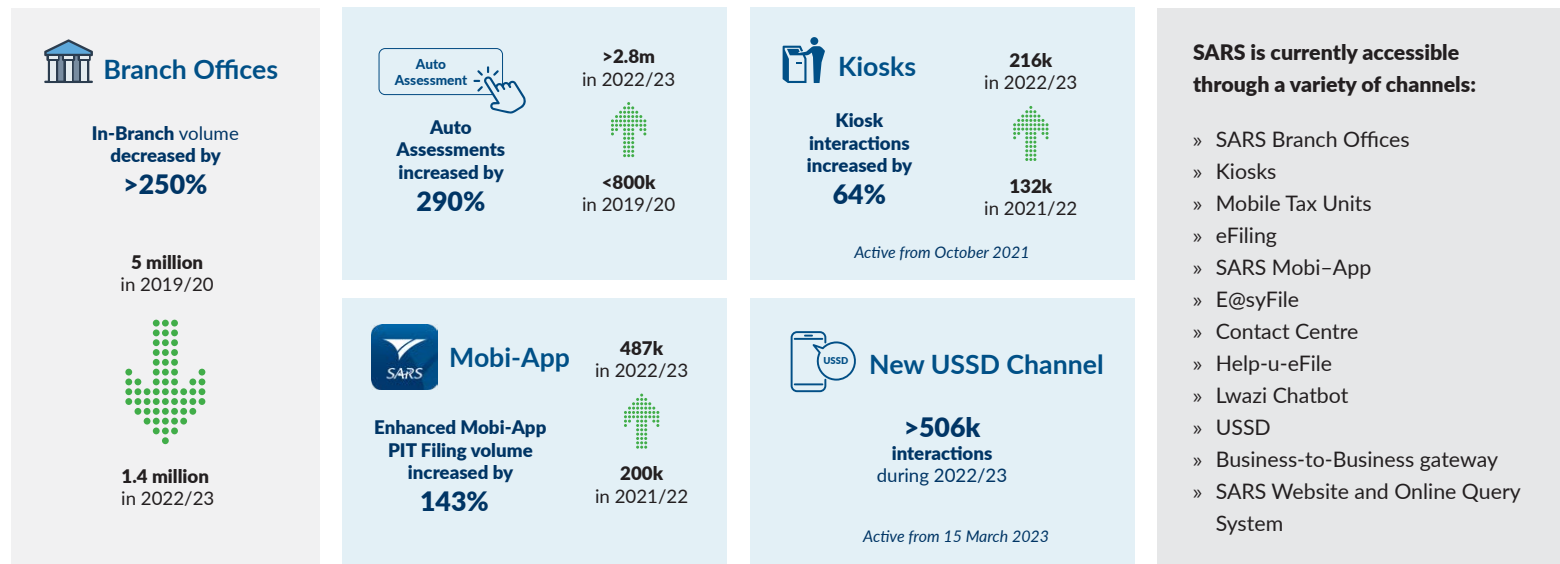 Branch Offices
In-Branch volume
decreased by
>250%
5 million
in 2019/20
1.4 million
in 2022/23
Auto
Assessment
Auto
Assessments
increased by
290%
>2.8m
in 2022/23
<800k
in 2019/20
Kiosks
Kiosk
interactions
increased by
64%
216k
in 2022/23
132k
in 2021/22
Active from October 2021
SARS
Mobi-App
Enhanced Mobi-App
PIT Filing volume
increased by
143%
487k
in 2022/23
200k
in 2021/22
USSD
New USSD Channel
>506k
interactions
during 2022/23
Active from 15 March 2023
SARS is currently accessible
through a variety of channels:
» SARS Branch Offices
» Kiosks
» Mobile Tax Units
» eFiling
» SARS Mobi–App
» E@syFile
» Contact Centre
» Help-u-eFile
» Lwazi Chatbot
» USSD
» Business-to-Business gateway
» SARS Website and Online Query
System